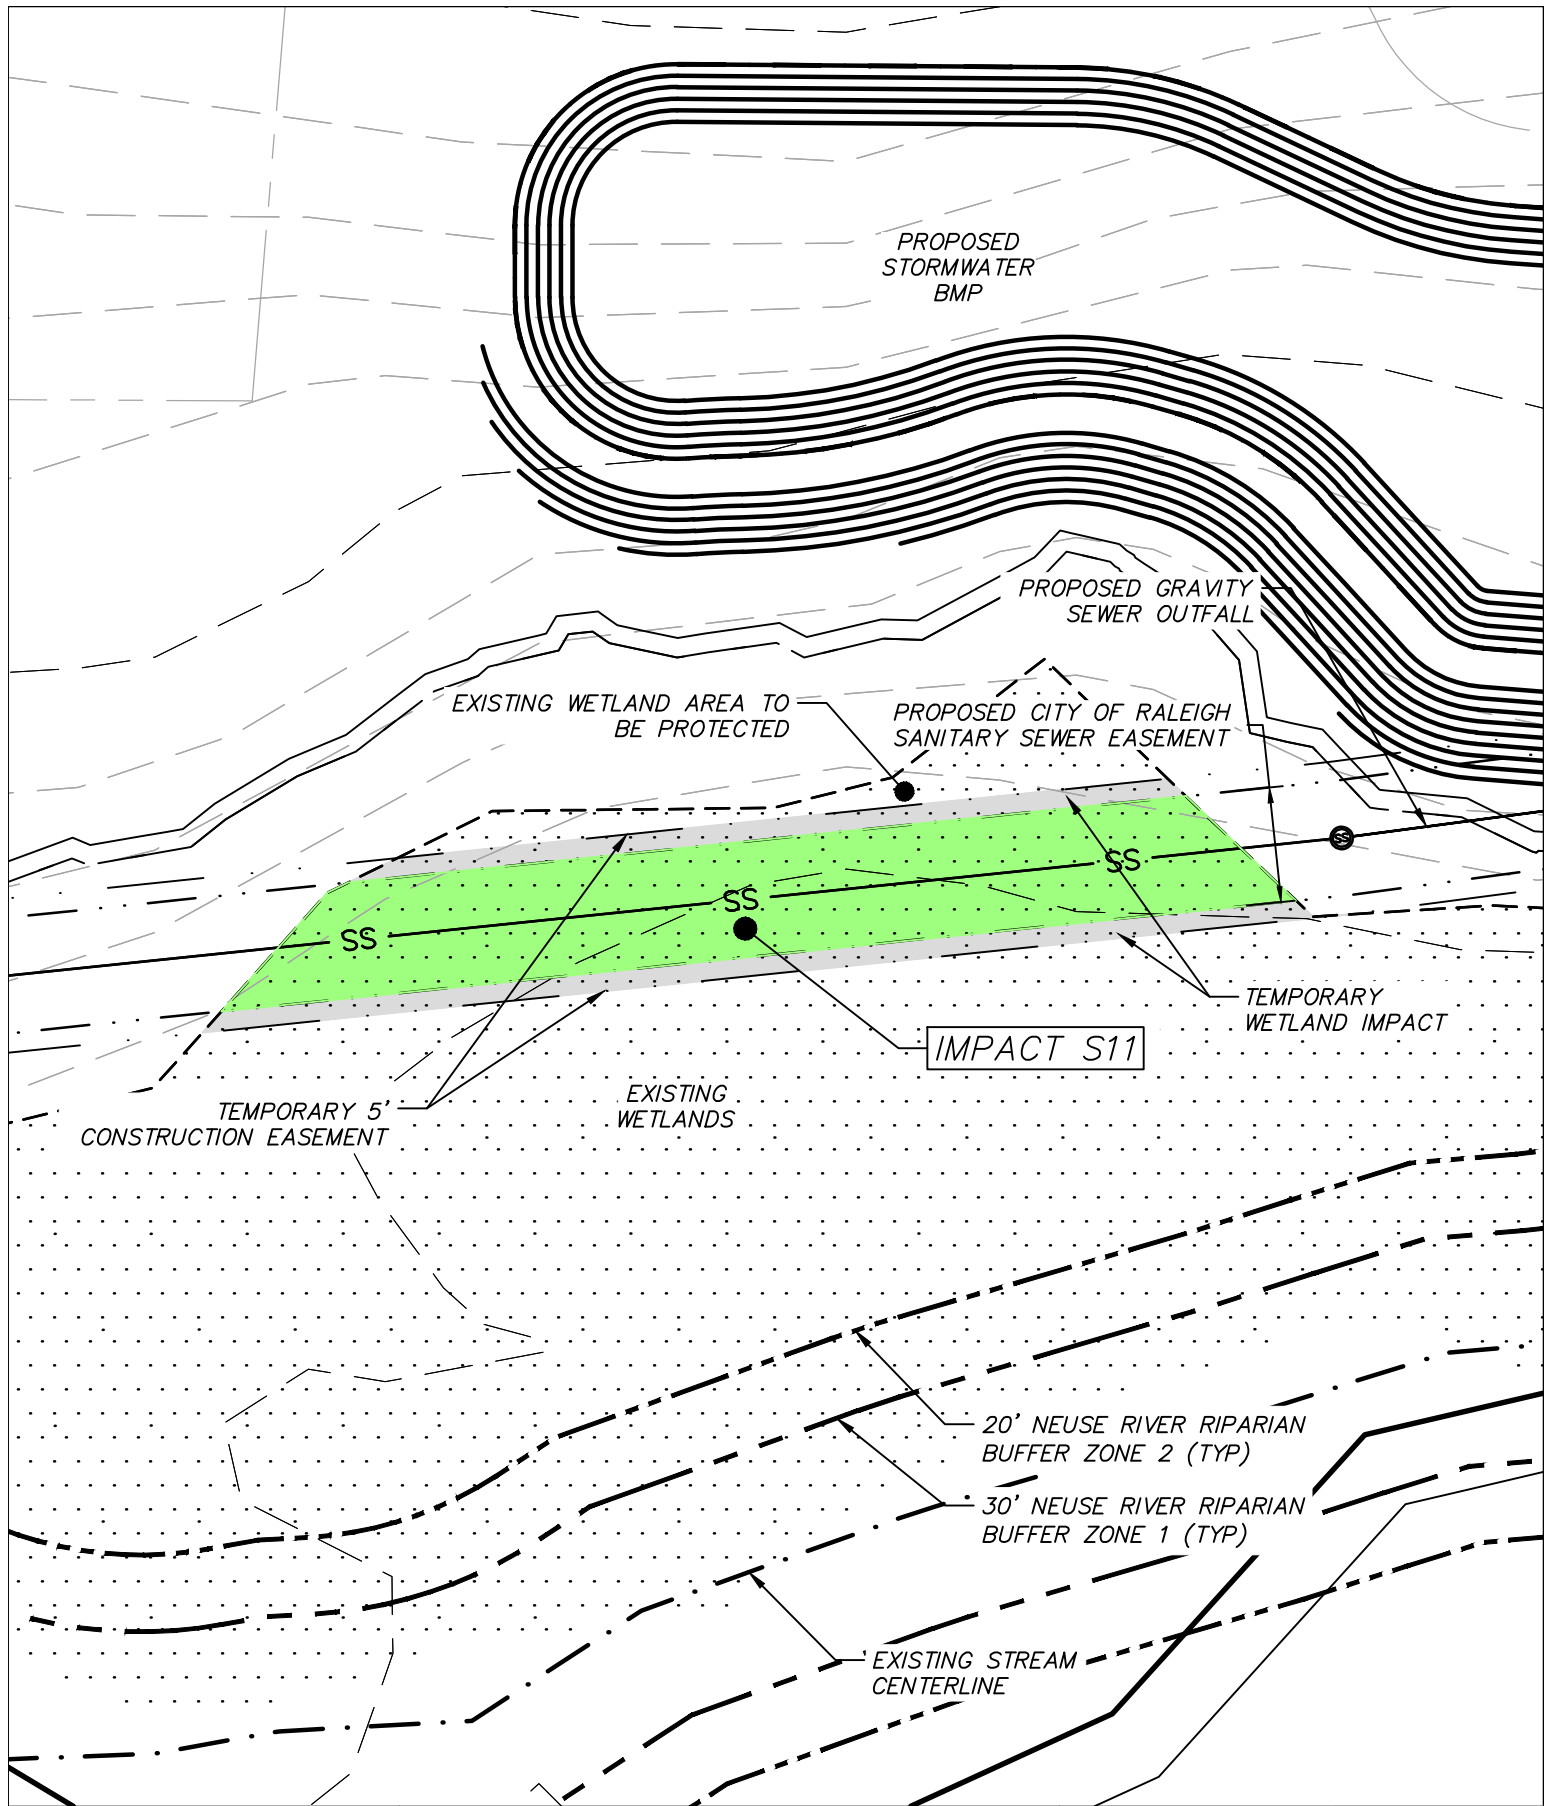 PROPOSED
STORMWATER
BMP
PROPOSED GRAVITY
SEWER OUTFALL
EXISTING WETLAND AREA TO
BE PROTECTED
PROPOSED CITY OF RALEIGH
SANITARY SEWER EASEMENT
SS
SS
SS
SS
TEMPORARY
WETLAND IMPACT
IMPACT S11
TEMPORARY 5'
CONSTRUCTION EASEMENT
EXISTING
WETLANDS
20' NEUSE RIVER RIPARIAN
BUFFER ZONE 2 (TYP)
30' NEUSE RIVER RIPARIAN
BUFFER ZONE 1 (TYP)
EXISTING STREAM
CENTERLINE